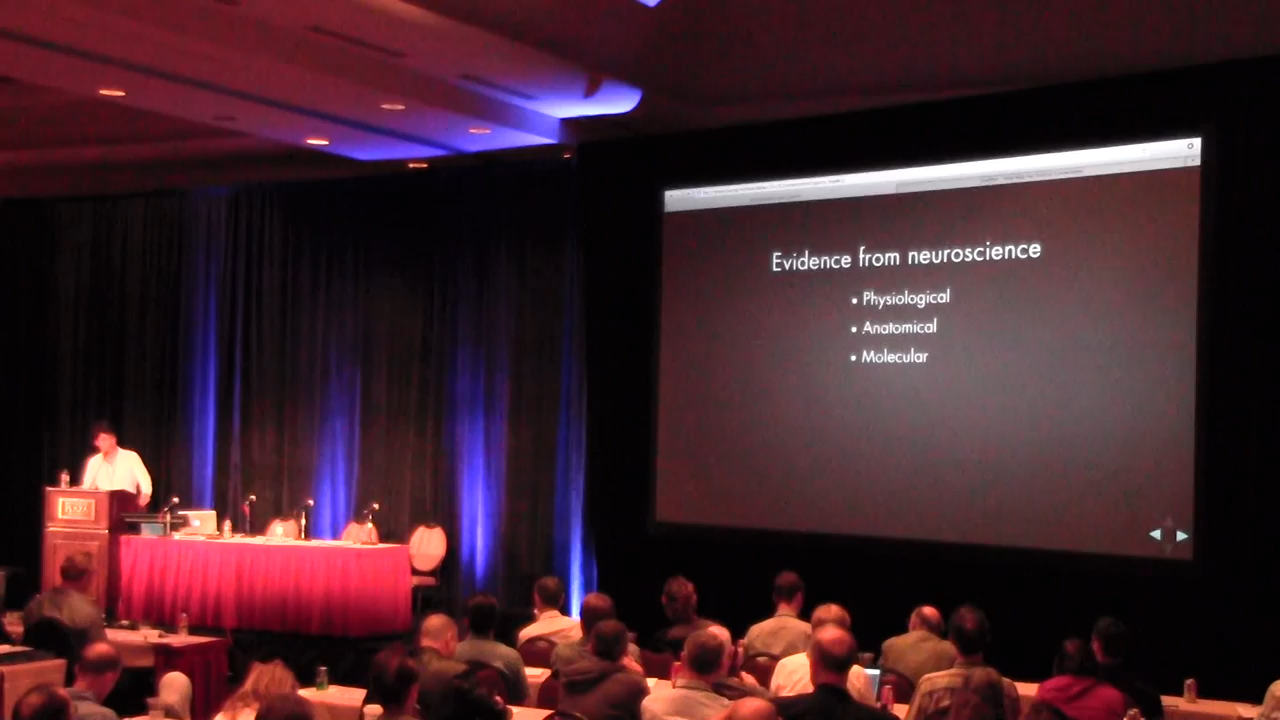 Evidence from neuroscience
• Physiological
• Anatomical
• Molecular